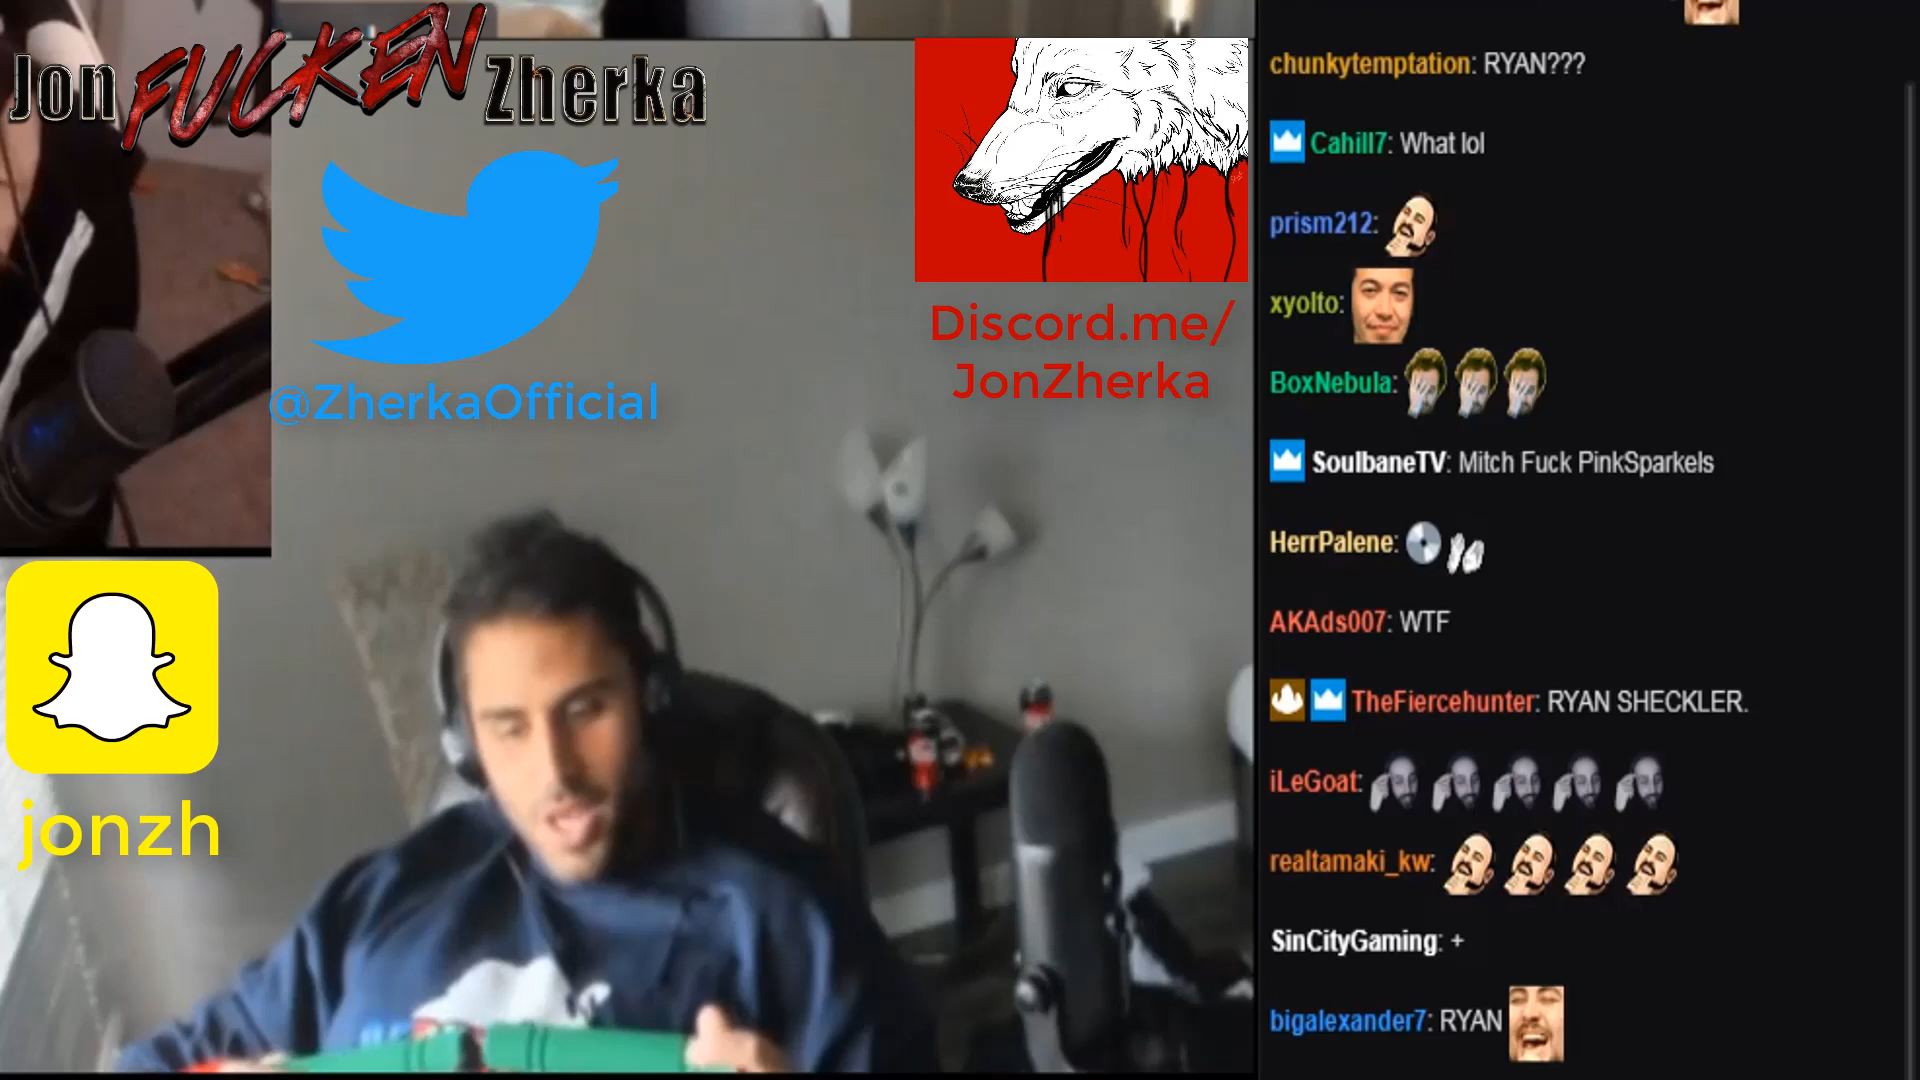 Jon FUCKEN Zherka
@ZherkaOfficial
Discord.me/
JonZherka
jonzh
chunkytemptation: RYAN???
Cahill7: What lol
prism212:
xyolto:
BoxNebula:
SoulbaneTV: Mitch Fuck PinkSparkels
HerrPalene:
AKAds007: WTF
TheFiercehunter: RYAN SHECKLER.
iLeGoat:
realtamaki_kw:
SinCityGaming: +
bigalexander7: RYAN